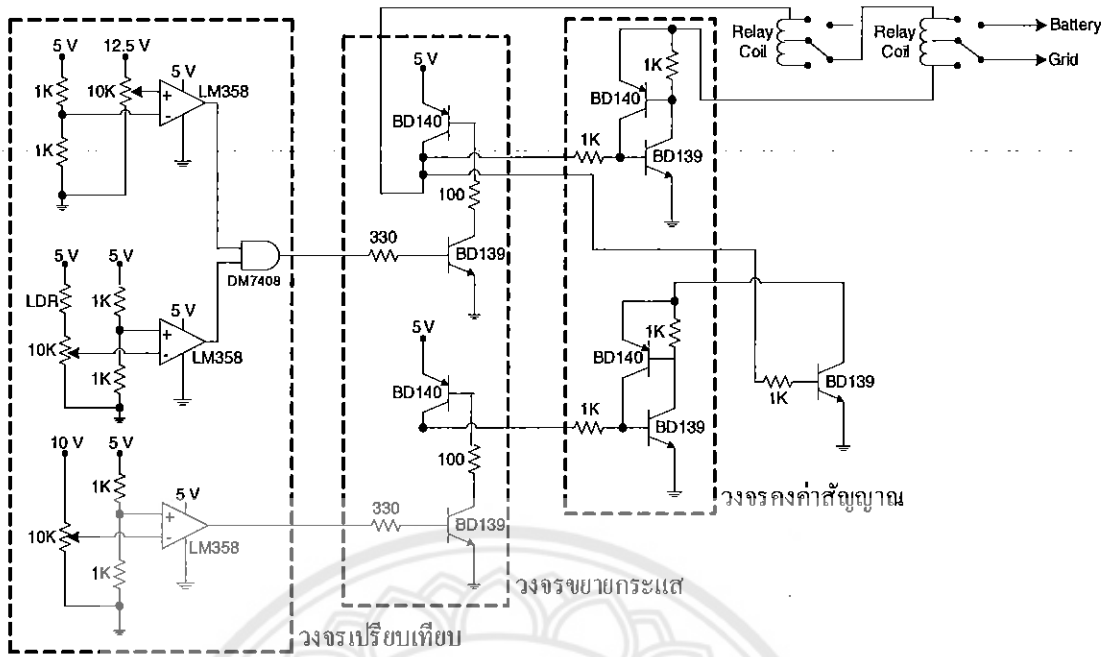 5 V
12.5 V
5 V
1K
10K
+
-
LM358
1K
5 V
5 V
LDR
1K
5 V
+
-
LM358
10K
1K
DM7408
10 V
5 V
1K
5 V
+
-
LM358
10K
1K
วงจรเปรียบเทียบ
5 V
BD140
100
330
BD139
5 V
BD140
100
330
BD139
วงจรขยายกระแส
1K
BD140
1K
BD139
1K
BD140
1K
BD139
1K
BD139
วงจรคงค่าสัญญาณ
Relay
Coil
Relay
Coil
Battery
Grid